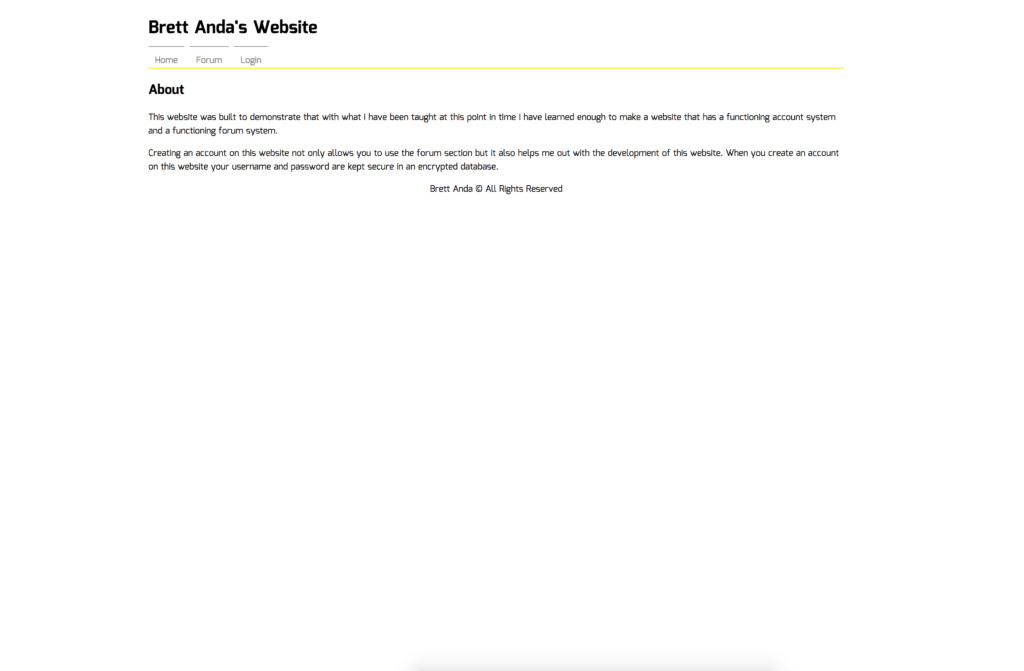 Brett Anda's Website
Home Forum Login
About
This website was built to demonstrate that with what I have been taught at this point in time I have learned enough to make a website that has a functioning account system
and a functioning forum system.
Creating an account on this website not only allows you to use the forum section but it also helps me out with the development of this website. When you create an account
on this website your username and password are kept secure in an encrypted database.
Brett Anda © All Rights Reserved